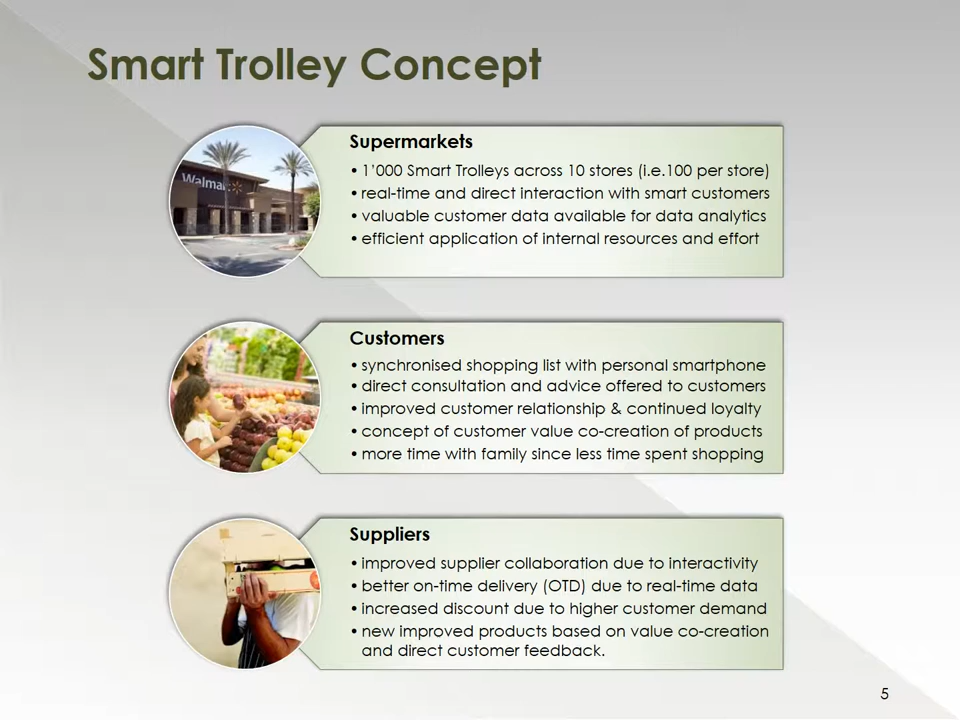 Smart Trolley Concept
Supermarkets
• 1’000 Smart Trolleys across 10 stores (i.e.100 per store)
• real-time and direct interaction with smart customers
• valuable customer data available for data analytics
• efficient application of internal resources and effort
Walmart
Customers
• synchronised shopping list with personal smartphone
• direct consultation and advice offered to customers
• improved customer relationship & continued loyalty
• concept of customer value co-creation of products
• more time with family since less time spent shopping
Suppliers
• improved supplier collaboration due to interactivity
• better on-time delivery (OTD) due to real-time data
• increased discount due to higher customer demand
• new improved products based on value co-creation
and direct customer feedback.
5